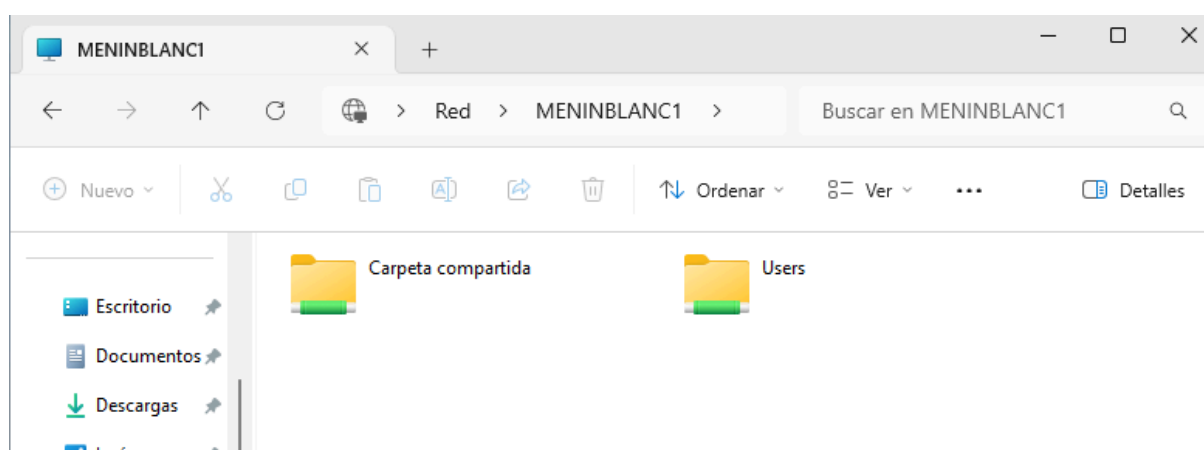 MENINBLANC1
Red > MENINBLANC1 >
Buscar en MENINBLANC1
Nuevo
Ordenar
Ver
Detalles
Carpeta compartida
Users
Escritorio
Documentos
Descargas